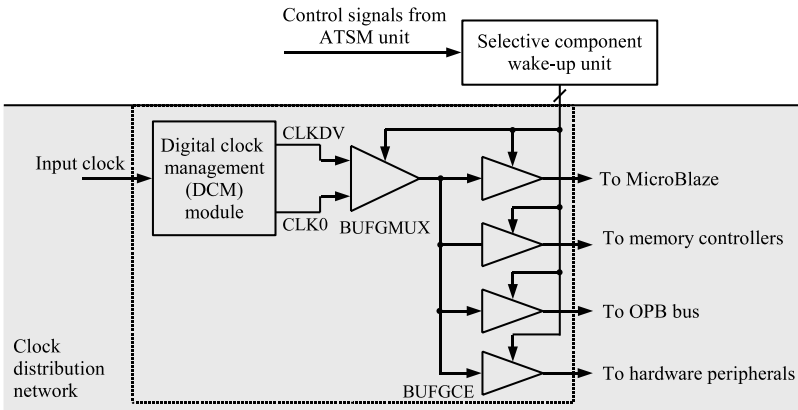 Control signals from
ATSM unit
Selective component
wake-up unit
Input clock
Digital clock
management
(DCM)
module
CLKDV
CLK0
BUFGMUX
To MicroBlaze
To memory controllers
To OPB bus
To hardware peripherals
BUFGCE
Clock
distribution
network